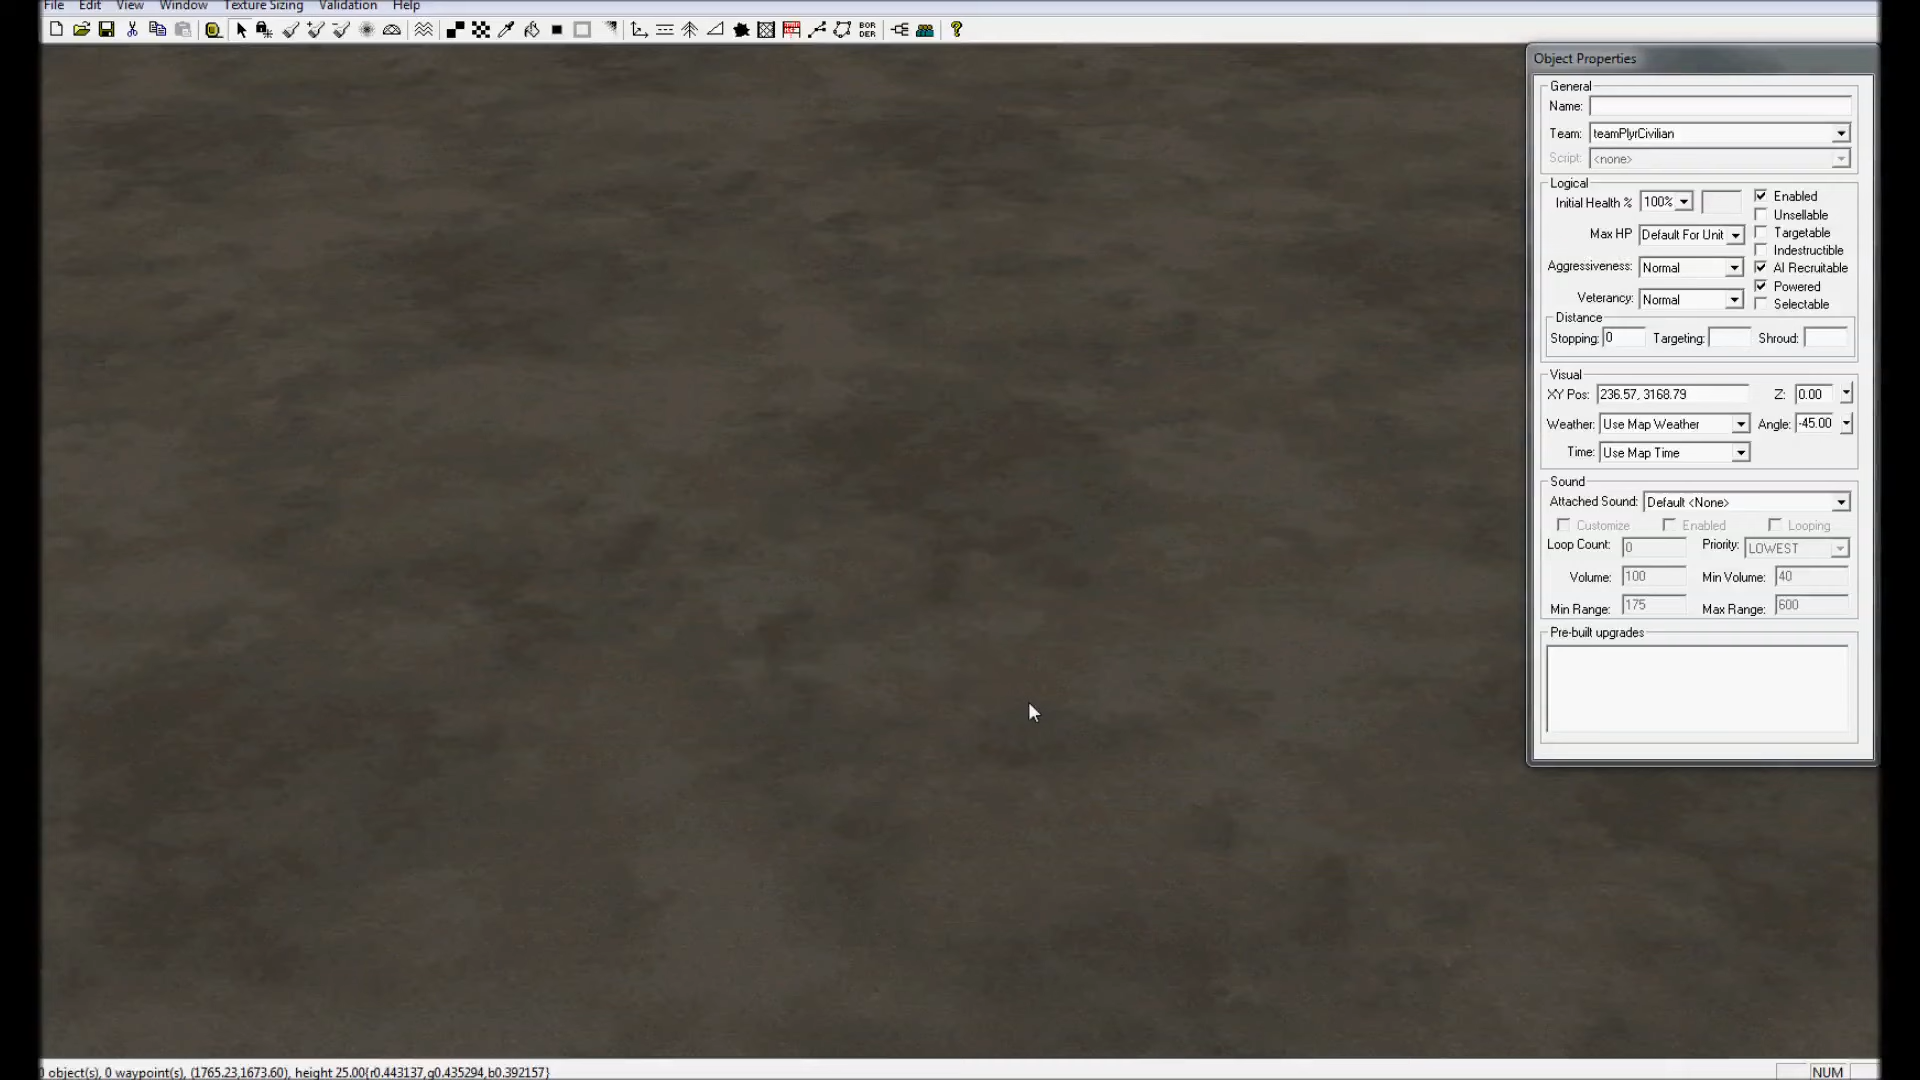 File Edit View Window Texture Sizing Validation Help
BOR
DER
Object Properties
General
Name:
Team: teamPlyrCivilian
Script: <none>
Logical
Initial Health % 100% Enabled
Unsellable
Max HP Default For Unit Targetable
Indestructible
Aggressiveness: Normal AI Recruitable
Powered
Veterancy: Normal Selectable
Distance
Stopping: 0 Targeting: Shroud:
Visual
XY Pos: 236.57, 3168.79 Z: 0.00
Weather: Use Map Weather Angle: -45.00
Time: Use Map Time
Sound
Attached Sound: Default <None>
Customize Enabled Looping
Loop Count: 0 Priority: LOWEST
Volume: 100 Min Volume: 40
Min Range: 175 Max Range: 600
Pre-built upgrades
object(s), 0 waypoint(s), (1765.23,1673.60), height 25.00{r0.443137,g0.435294,b0.392157} NUM